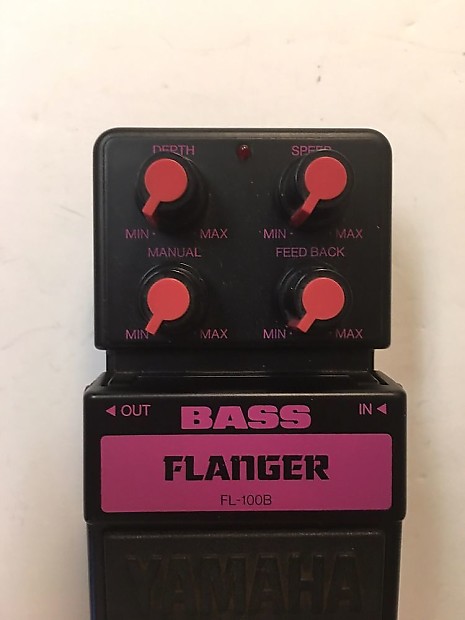 DEPTH SPEED
MIN MAX MIN MAX
MANUAL FEED BACK
MIN MAX MIN MAX
◄ OUT BASS IN ◄
FLANGER
FL-100B
YAMAHA